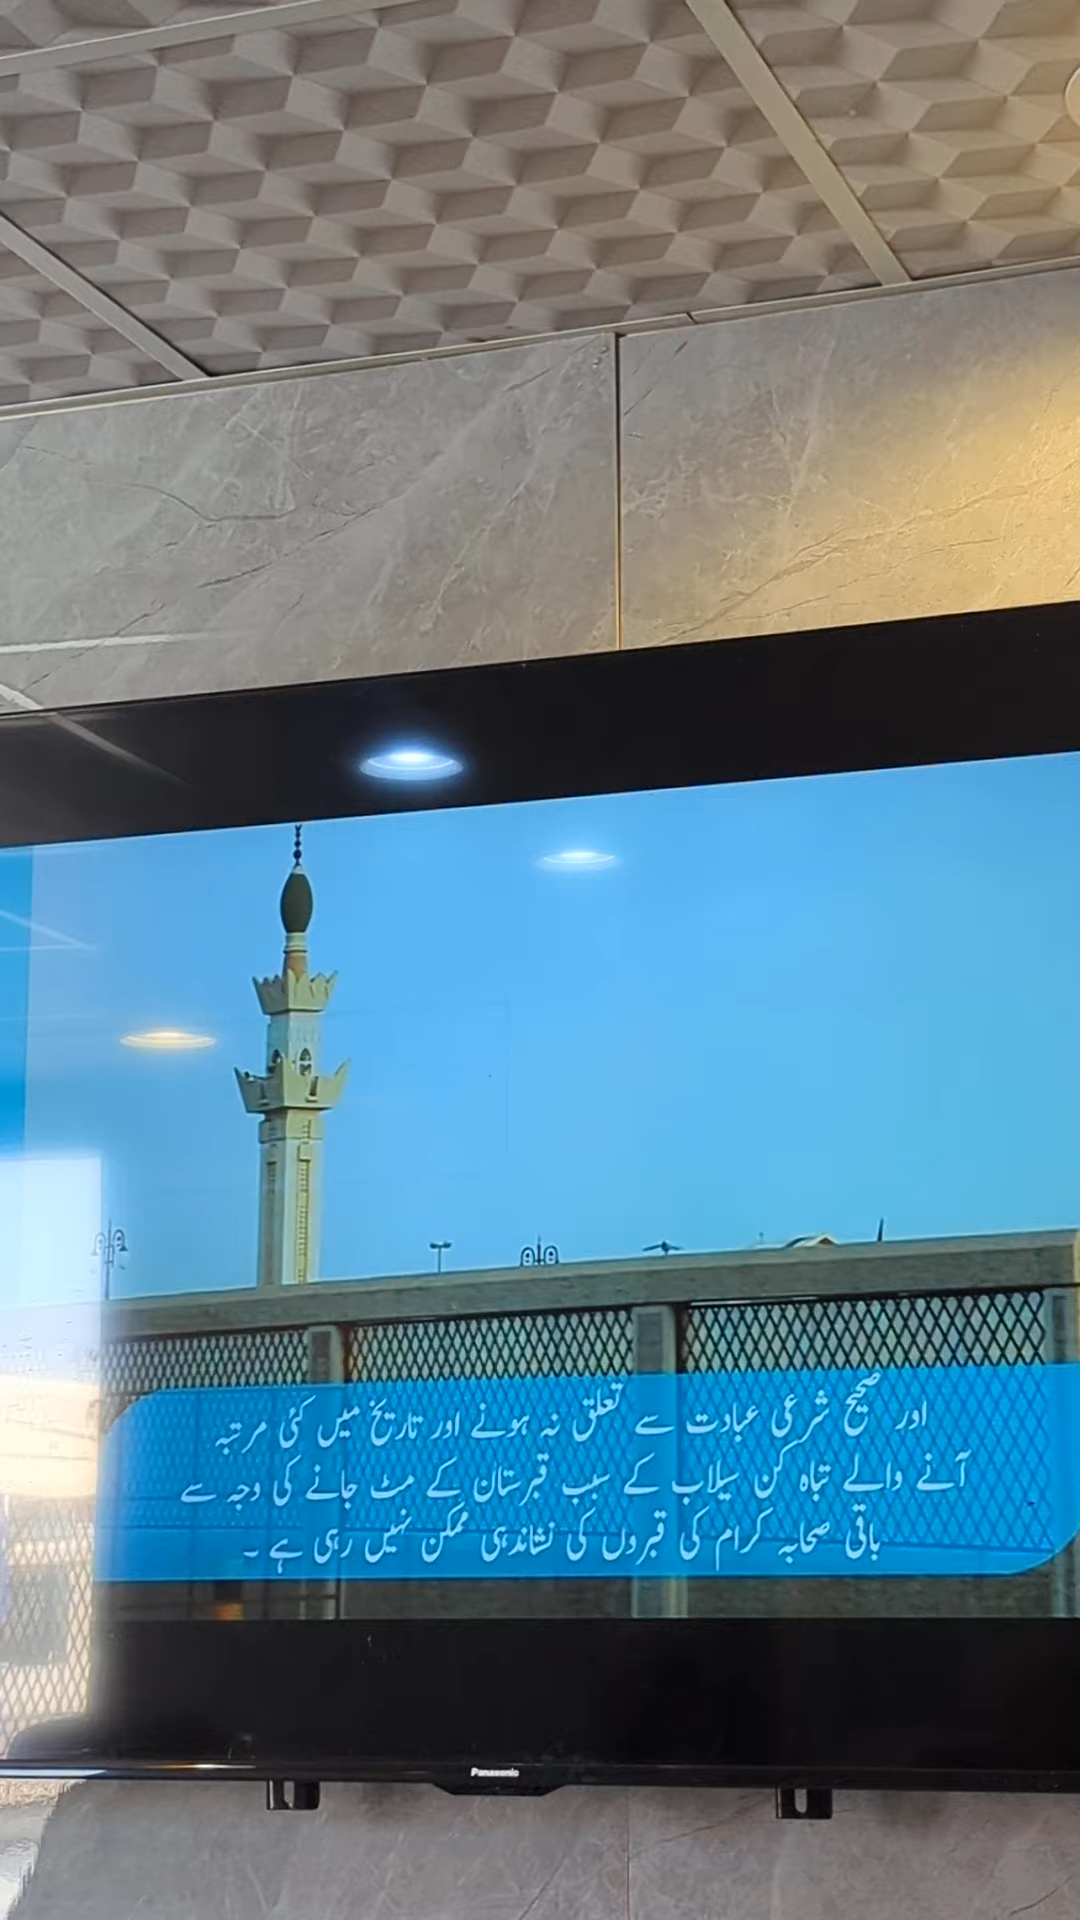 اور صحیح شرعی عبادت سے تعلق نہ ہونے اور تاریخ میں کئی مرتبہ
آنے والے تباہ کن سیلاب کے سبب قبرستان کے مٹ جانے کی وجہ سے
باقی صحابہ کرام کی قبروں کی نشاندہی ممکن نہیں رہی ہے ۔
Panasonic